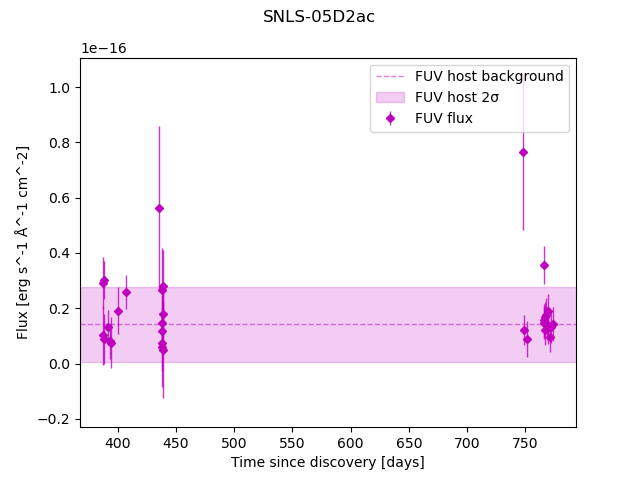 SNLS-05D2ac
1e−16
FUV host background
FUV host 2σ
FUV flux
1.0
0.8
0.6
0.4
0.2
0.0
−0.2
Flux [erg s^-1 Å^-1 cm^-2]
400 450 500 550 600 650 700 750
Time since discovery [days]